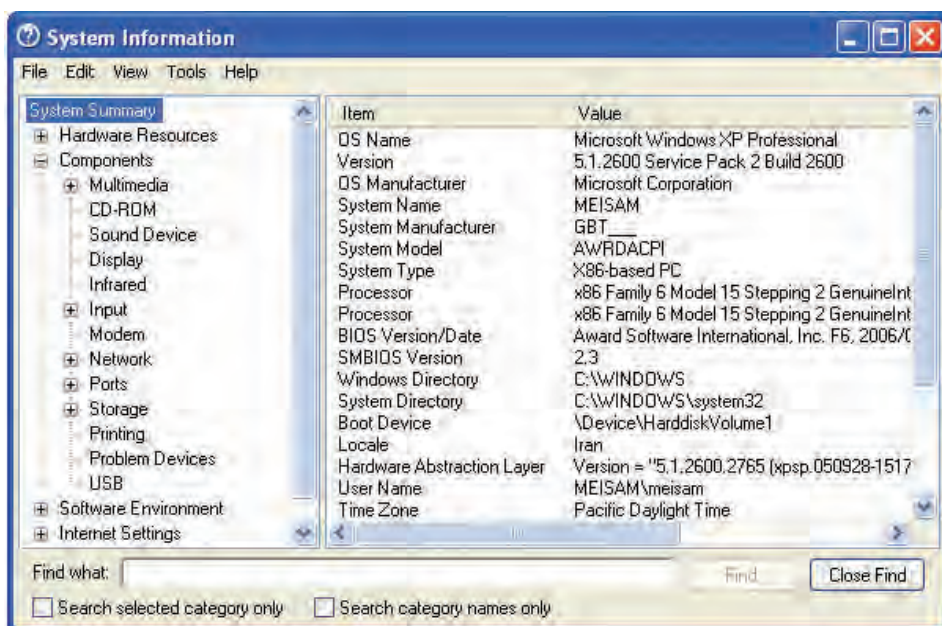 System Information
File Edit View Tools Help
System Summary
Hardware Resources
Components
Multimedia
CD-ROM
Sound Device
Display
Infrared
Input
Modem
Network
Ports
Storage
Printing
Problem Devices
USB
Software Environment
Internet Settings
Item Value
OS Name Microsoft Windows XP Professional
Version 5.1.2600 Service Pack 2 Build 2600
OS Manufacturer Microsoft Corporation
System Name MEISAM
System Manufacturer GBT___
System Model AWRDACPI
System Type X86-based PC
Processor x86 Family 6 Model 15 Stepping 2 GenuineInt
Processor x86 Family 6 Model 15 Stepping 2 GenuineInt
BIOS Version/Date Award Software International, Inc. F6, 2006/0
SMBIOS Version 2.3
Windows Directory C:\WINDOWS
System Directory C:\WINDOWS\system32
Boot Device \Device\HarddiskVolume1
Locale Iran
Hardware Abstraction Layer Version = "5.1.2600.2765 (xpsp.050928-1517
User Name MEISAM\meisam
Time Zone Pacific Daylight Time
Find what: Find Close Find
Search selected category only Search category names only